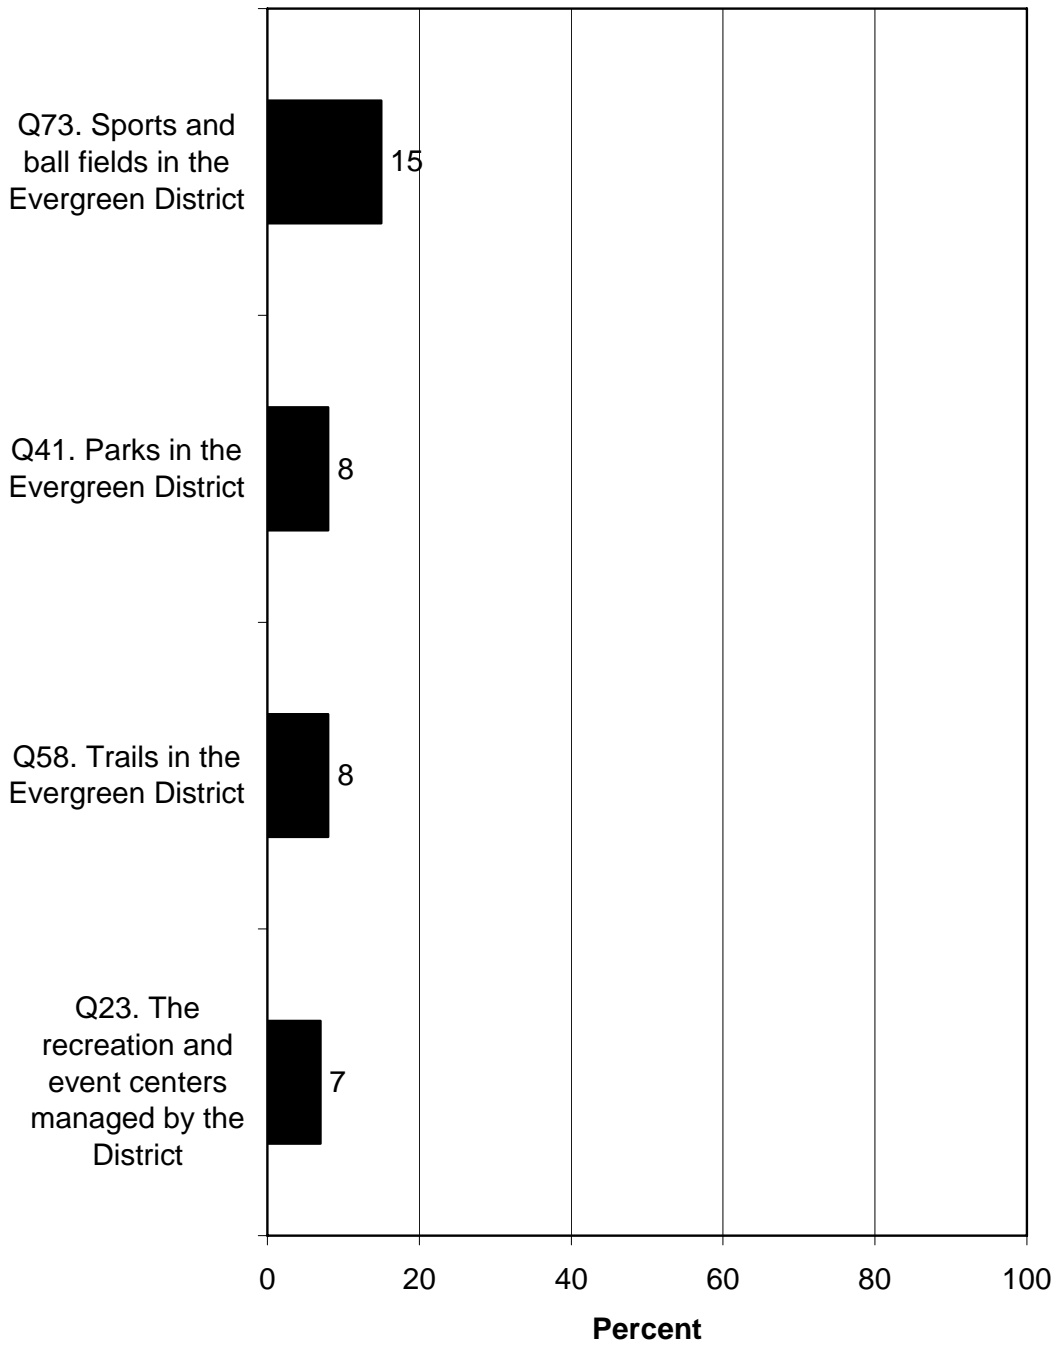 Q73. Sports and
ball fields in the
Evergreen District
15
Q41. Parks in the
Evergreen District
8
Q58. Trails in the
Evergreen District
8
Q23. The
recreation and
event centers
managed by the
District
7
0 20 40 60 80 100
Percent